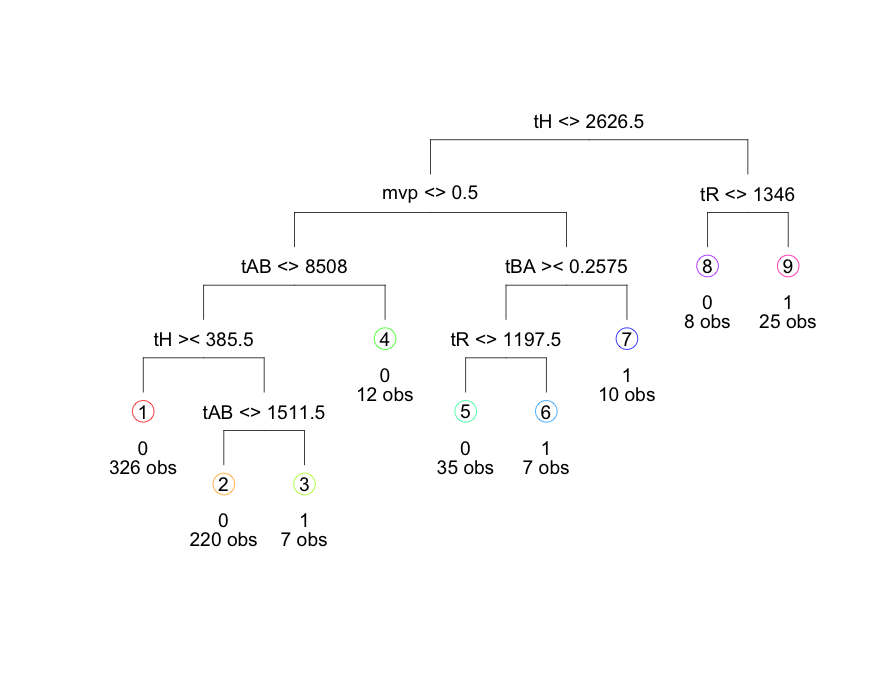 tH <> 2626.5
mvp <> 0.5
tR <> 1346
tAB <> 8508
tBA >< 0.2575
8
9
0
8 obs
1
25 obs
tH >< 385.5
4
tR <> 1197.5
7
0
12 obs
1
10 obs
1
tAB <> 1511.5
5
6
0
326 obs
0
35 obs
1
7 obs
2
3
0
220 obs
1
7 obs